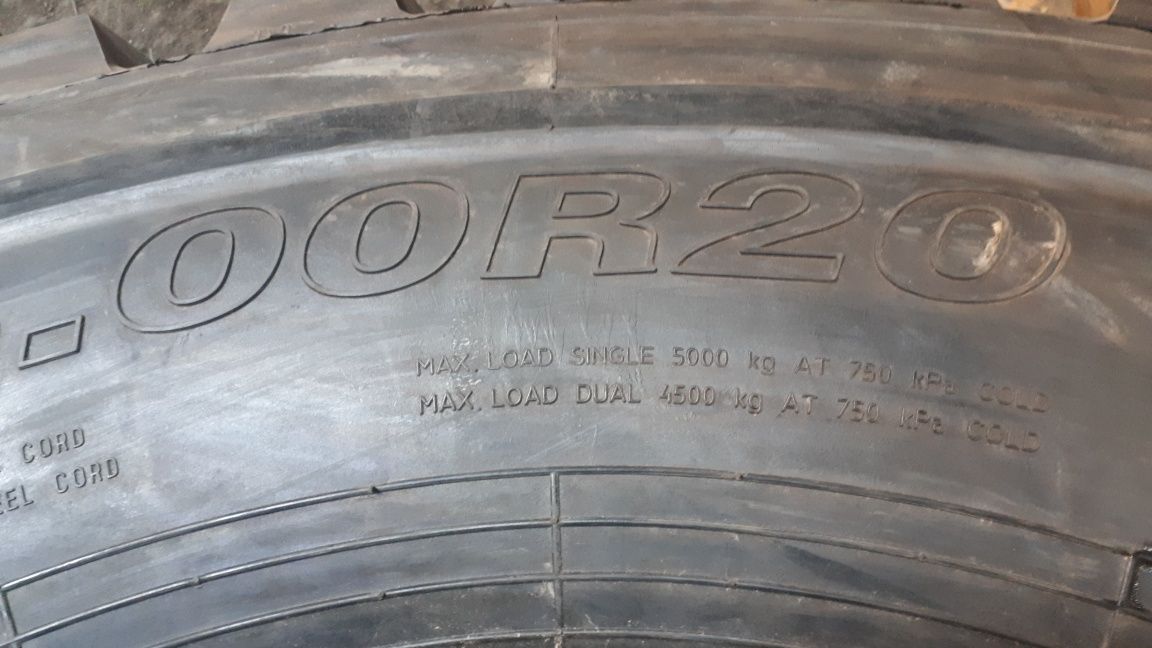 .00R20
MAX. LOAD SINGLE 5000 kg AT 750 kPa COLD
MAX. LOAD DUAL 4500 kg AT 750 kPa COLD
CORD
EEL CORD